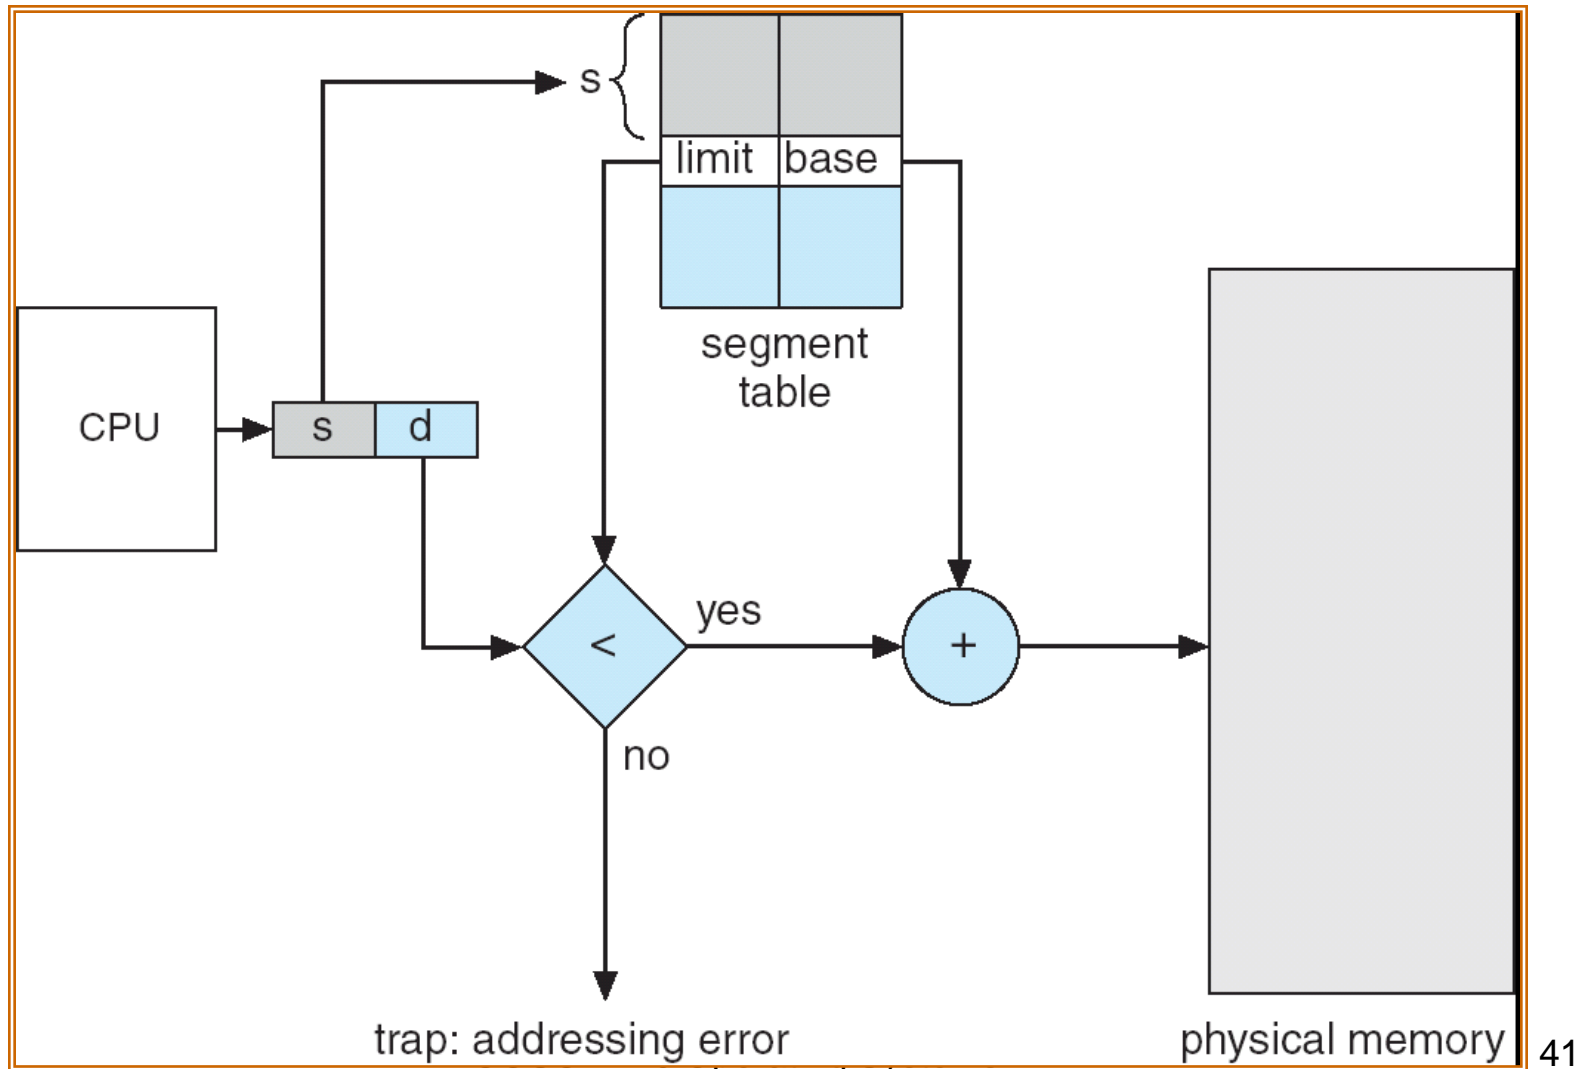 s
limit base
segment
table
CPU
s d
<
yes
+
no
trap: addressing error
physical memory
41